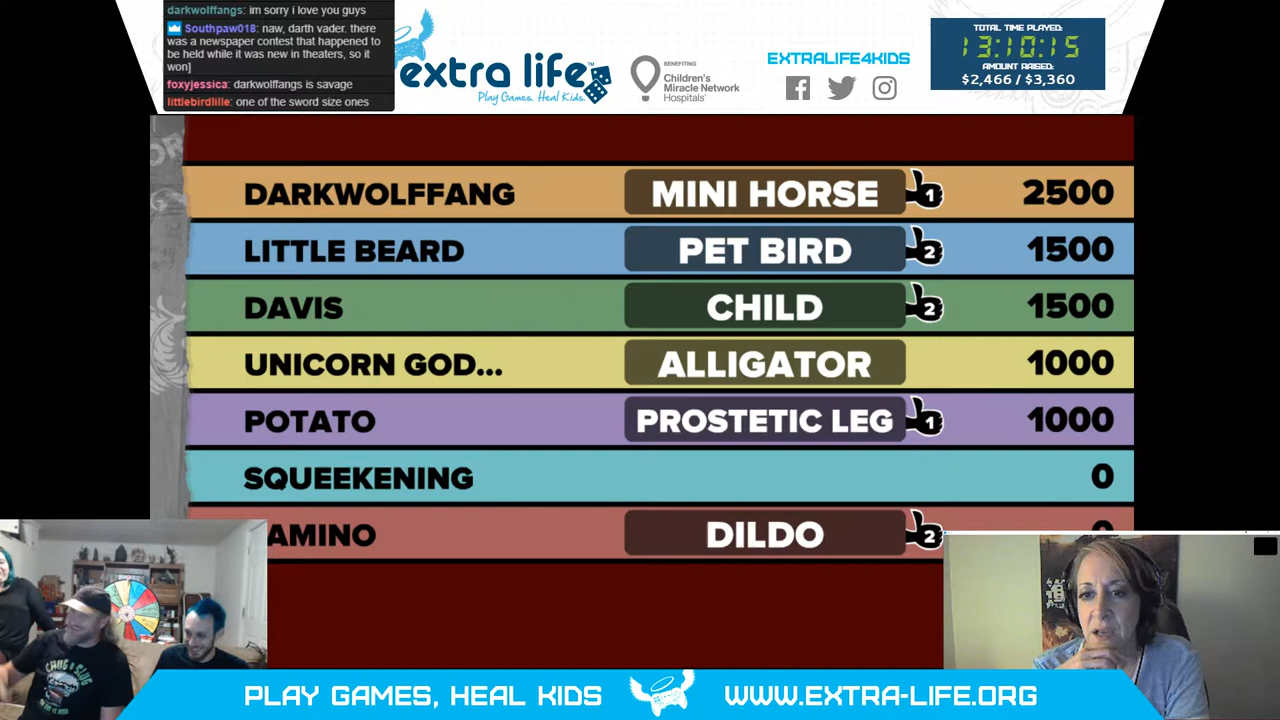 darkwolffangs: im sorry i love you guys
Southpaw018: naw, darth vader. there
was a newspaper contest that happened to
be held while it was new in theaters, so it
won]
foxyjessica: darkwolffangs is savage
littlebirdlille: one of the sword size ones
extra life
Play Games. Heal Kids.
BENEFITING
Children's
Miracle Network
Hospitals
EXTRALIFE4KIDS
TOTAL TIME PLAYED:
13:10:15
AMOUNT RAISED:
$2,466 / $3,360
OR
DARKWOLFFANG MINI HORSE 1 2500
LITTLE BEARD PET BIRD 2 1500
DAVIS CHILD 2 1500
UNICORN GOD... ALLIGATOR 1000
POTATO PROSTETIC LEG 1 1000
SQUEEKENING 0
AMINO DILDO 2 0
CHUG & SLUG
PLAY GAMES, HEAL KIDS
WWW.EXTRA-LIFE.ORG